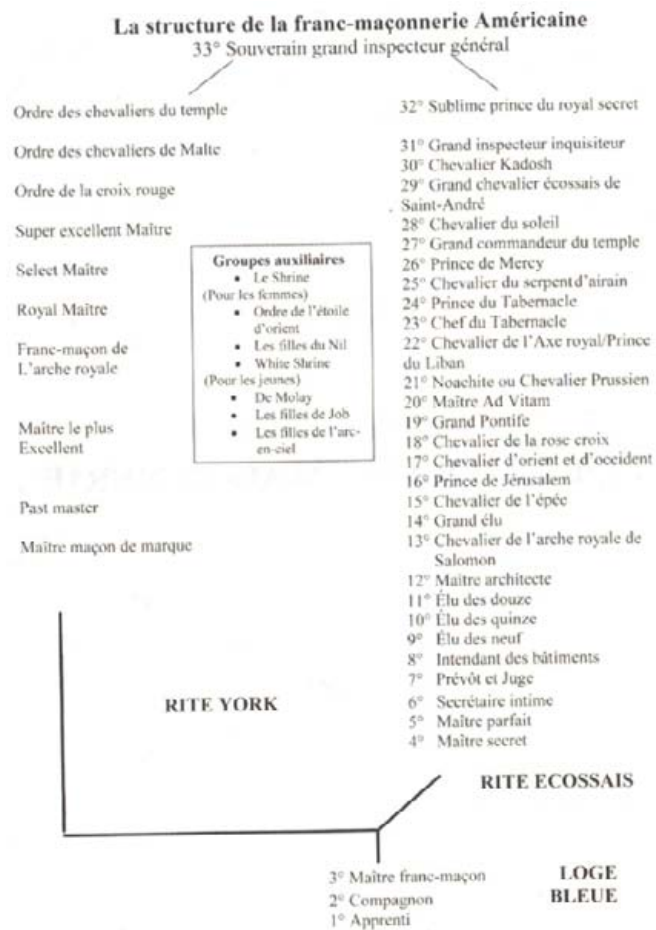 La structure de la franc-maçonnerie Américaine
33° Souverain grand inspecteur général
Ordre des chevaliers du temple
Ordre des chevaliers de Malte
Ordre de la croix rouge
Super excellent Maître
Select Maître
Royal Maître
Franc-maçon de
L'arche royale
Maître le plus
Excellent
Past master
Maître maçon de marque
Groupes auxiliaires
Le Shrine
(Pour les femmes)
Ordre de l'étoile
d'orient
Les filles du Nil
White Shrine
(Pour les jeunes)
De Molay
Les filles de Job
Les filles de l'arc-
en-ciel
32° Sublime prince du royal secret
31° Grand inspecteur inquisiteur
30° Chevalier Kadosh
29° Grand chevalier écossais de
Saint-André
28° Chevalier du soleil
27° Grand commandeur du temple
26° Prince de Mercy
25° Chevalier du serpent d'airain
24° Prince du Tabernacle
23° Chef du Tabernacle
22° Chevalier de l'Axe royal/Prince
du Liban
21° Noachite ou Chevalier Prussien
20° Maître Ad Vitam
19° Grand Pontife
18° Chevalier de la rose croix
17° Chevalier d'orient et d'occident
16° Prince de Jérusalem
15° Chevalier de l'épée
14° Grand élu
13° Chevalier de l'arche royale de
Salomon
12° Maitre architecte
11° Élu des douze
10° Élu des quinze
9° Élu des neuf
8° Intendant des bâtiments
7° Prévôt et Juge
6° Secrétaire intime
5° Maître parfait
4° Maître secret
RITE YORK
RITE ECOSSAIS
3° Maître franc-maçon
2° Compagnon
1° Apprenti
LOGE
BLEUE